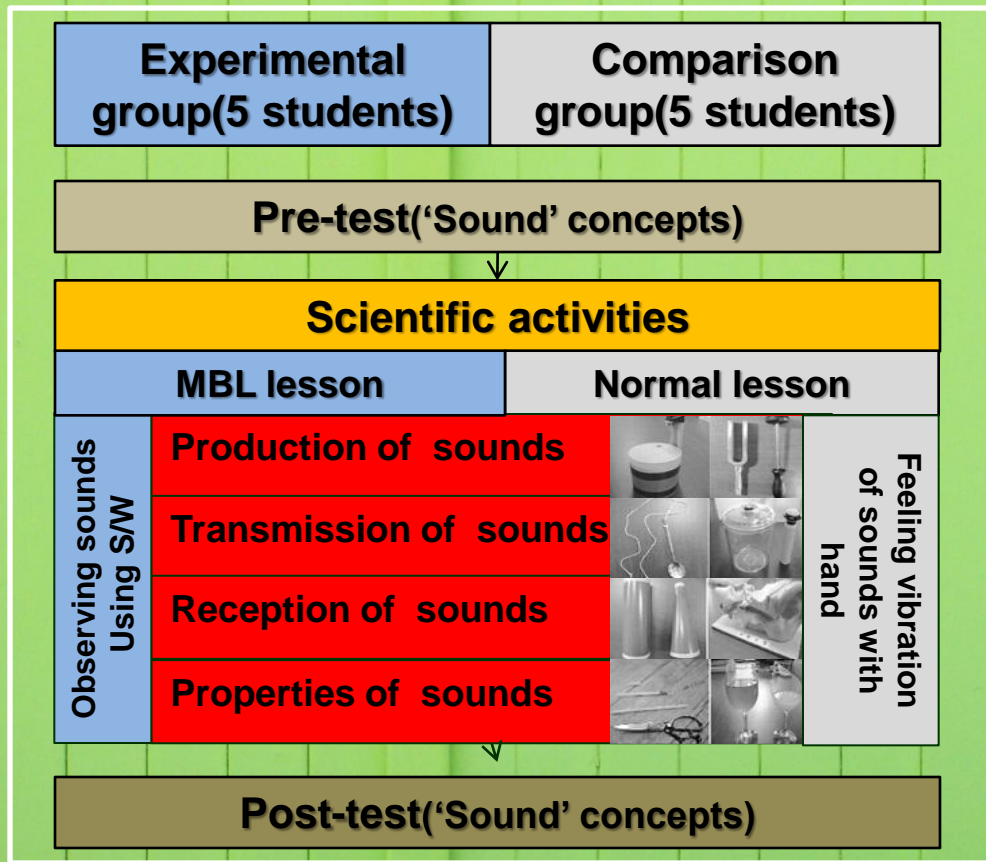 Experimental
group(5 students)
Comparison
group(5 students)
Pre-test(‘Sound’ concepts)
Scientific activities
MBL lesson
Normal lesson
Observing sounds
Using S/W
Production of  sounds
Transmission of  sounds
Reception of  sounds
Properties of  sounds
Feeling vibration
of sounds with
hand
Post-test(‘Sound’ concepts)